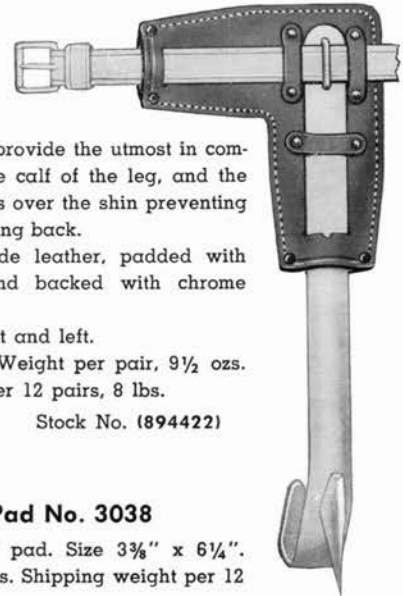 provide the utmost in com-
e calf of the leg, and the
s over the shin preventing
ing back.
de leather, padded with
nd backed with chrome
t and left.
Weight per pair, 9½ ozs.
er 12 pairs, 8 lbs.
Stock No. (894422)
Pad No. 3038
pad. Size 3⅜" x 6¼".
s. Shipping weight per 12